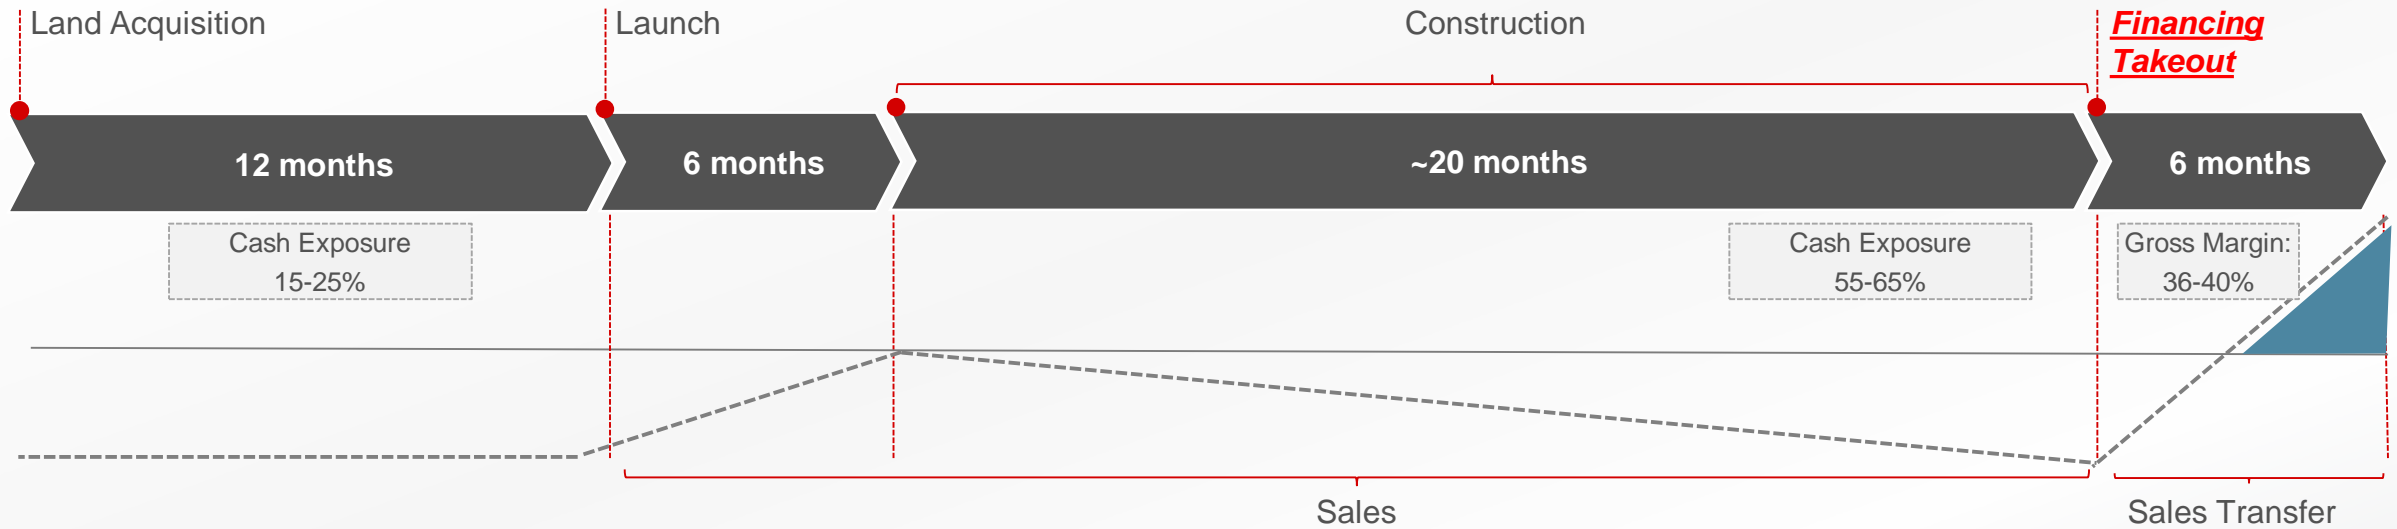 Land Acquisition
Launch
Construction
Financing
Takeout
12 months
6 months
~20 months
6 months
Cash Exposure
15-25%
Cash Exposure
55-65%
Gross Margin:
36-40%
Sales
Sales Transfer